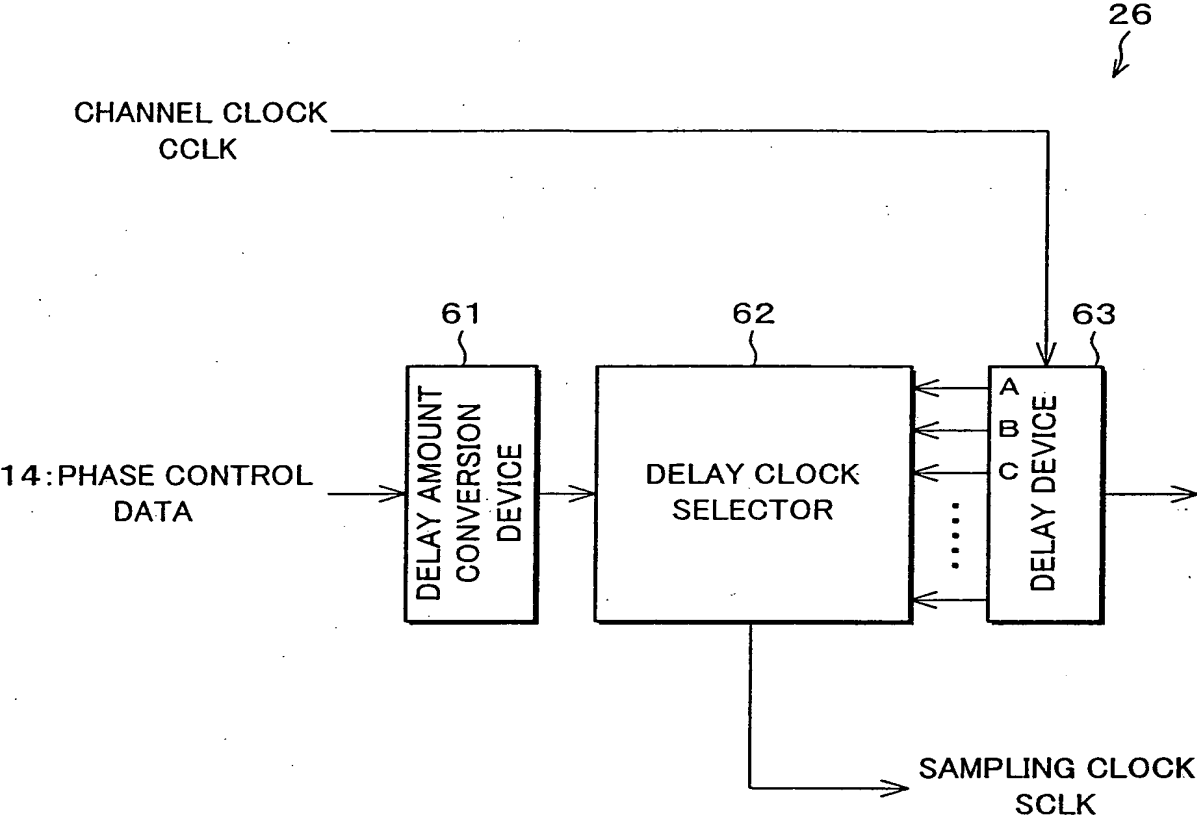 26
CHANNEL CLOCK
CCLK
61
62
63
14:PHASE CONTROL
DATA
DELAY AMOUNT
CONVERSION
DEVICE
DELAY CLOCK
SELECTOR
A
B
C
DELAY DEVICE
SAMPLING CLOCK
SCLK